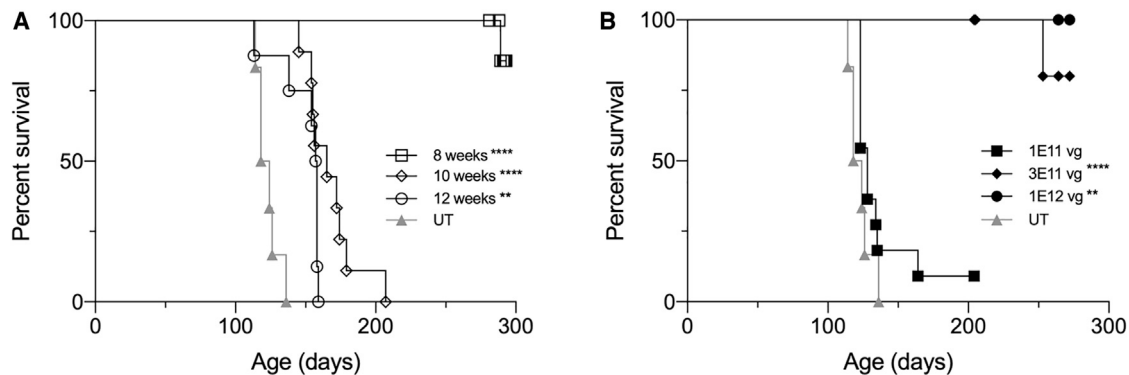 A
Percent survival
100
50
0
8 weeks ****
10 weeks ****
12 weeks **
UT
0 100 200 300
Age (days)
B
Percent survival
100
50
0
1E11 vg
3E11 vg ****
1E12 vg **
UT
0 100 200 300
Age (days)